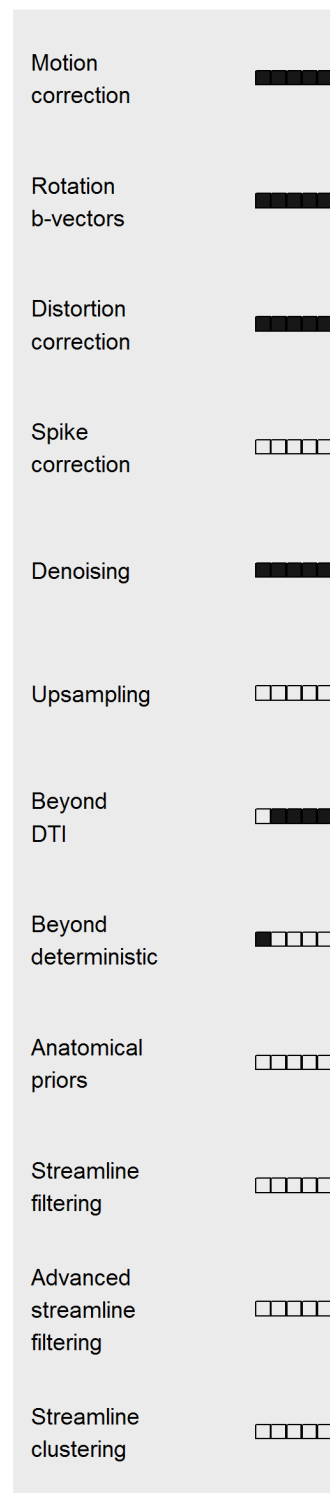 Motion
correction
Rotation
b-vectors
Distortion
correction
Spike
correction
Denoising
Upsampling
Beyond
DTI
Beyond
deterministic
Anatomical
priors
Streamline
filtering
Advanced
streamline
filtering
Streamline
clustering